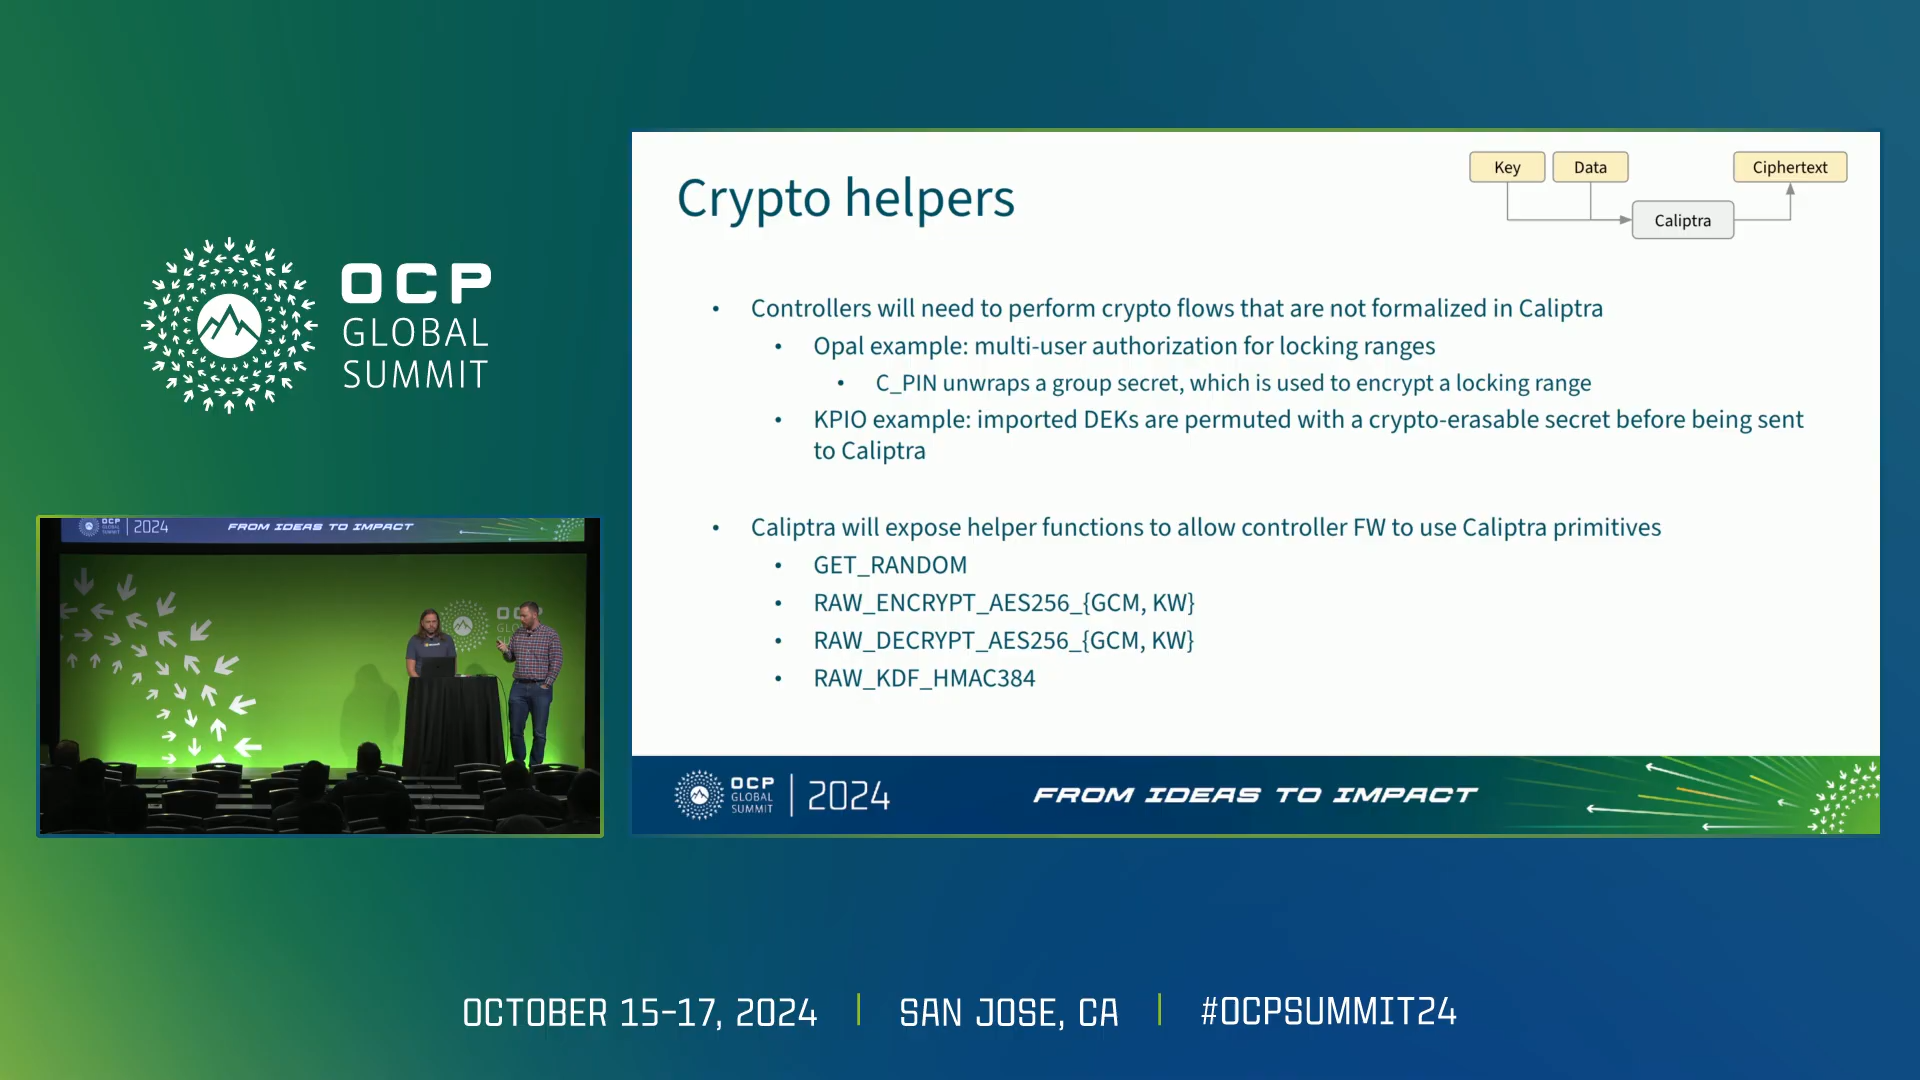 OCP
GLOBAL
SUMMIT
OCP
GLOBAL
SUMMIT
2024
FROM IDEAS TO IMPACT
OCP
Crypto helpers
Key
Data
Ciphertext
Caliptra
• Controllers will need to perform crypto flows that are not formalized in Caliptra
• Opal example: multi-user authorization for locking ranges
• C_PIN unwraps a group secret, which is used to encrypt a locking range
• KPIO example: imported DEKs are permuted with a crypto-erasable secret before being sent
to Caliptra
• Caliptra will expose helper functions to allow controller FW to use Caliptra primitives
• GET_RANDOM
• RAW_ENCRYPT_AES256_{GCM, KW}
• RAW_DECRYPT_AES256_{GCM, KW}
• RAW_KDF_HMAC384
OCP
GLOBAL
SUMMIT
2024
FROM IDEAS TO IMPACT
OCTOBER 15-17, 2024
SAN JOSE, CA
#OCPSUMMIT24